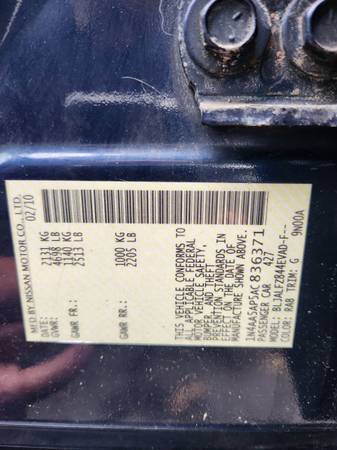 MFD BY NISSAN MOTOR CO., LTD. 02/10
GVWR: 2131 KG
4698 LB
GAWR FR: 1140 KG
2513 LB
GAWR RR: 1000 KG
2205 LB
THIS VEHICLE CONFORMS TO
ALL APPLICABLE FEDERAL
MOTOR VEHICLE SAFETY,
BUMPER, AND THEFT
PREVENTION STANDARDS IN
EFFECT ON THE DATE OF
MANUFACTURE SHOWN ABOVE.
1N4AA5AP5AC836371
PASSENGER CAR 427
MODEL: BLJALFZ844EVAD-F--
COLOR: RAB TRIM: G 9N00A